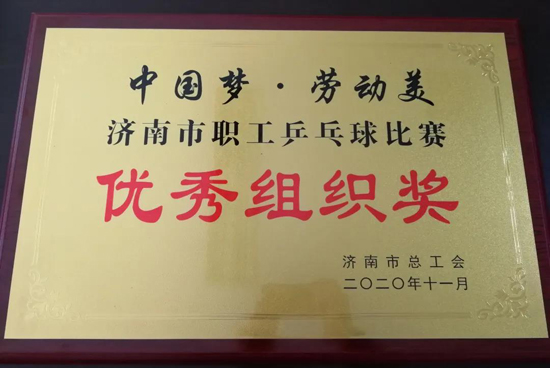 中国梦·劳动美
济南市职工乒乓球比赛
优秀组织奖
济南市总工会
二〇二〇年十一月